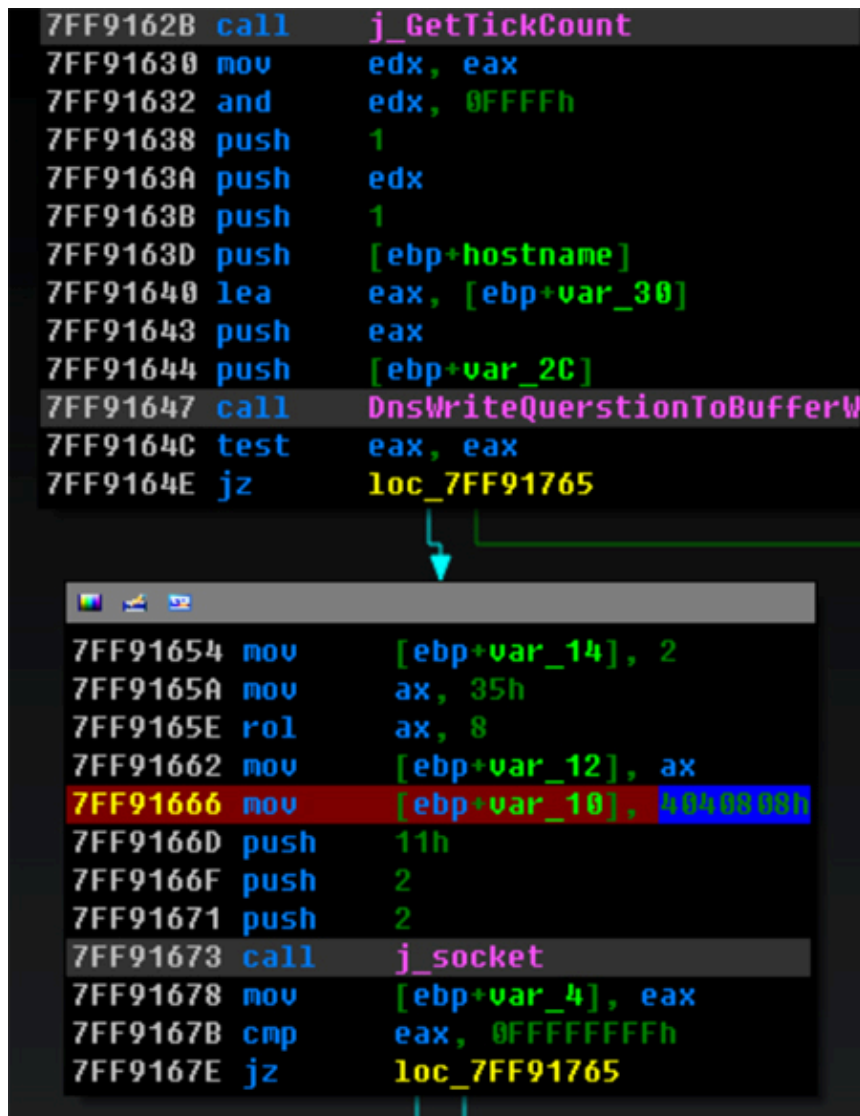 7FF9162B call j_GetTickCount
7FF91630 mov edx, eax
7FF91632 and edx, 0FFFFh
7FF91638 push 1
7FF9163A push edx
7FF9163B push 1
7FF9163D push [ebp+hostname]
7FF91640 lea eax, [ebp+var_30]
7FF91643 push eax
7FF91644 push [ebp+var_2C]
7FF91647 call DnsWriteQuerstionToBufferW
7FF9164C test eax, eax
7FF9164E jz loc_7FF91765
7FF91654 mov [ebp+var_14], 2
7FF9165A mov ax, 35h
7FF9165E rol ax, 8
7FF91662 mov [ebp+var_12], ax
7FF91666 mov [ebp+var_10], 4040808h
7FF9166D push 11h
7FF9166F push 2
7FF91671 push 2
7FF91673 call j_socket
7FF91678 mov [ebp+var_4], eax
7FF9167B cmp eax, 0FFFFFFFFh
7FF9167E jz loc_7FF91765